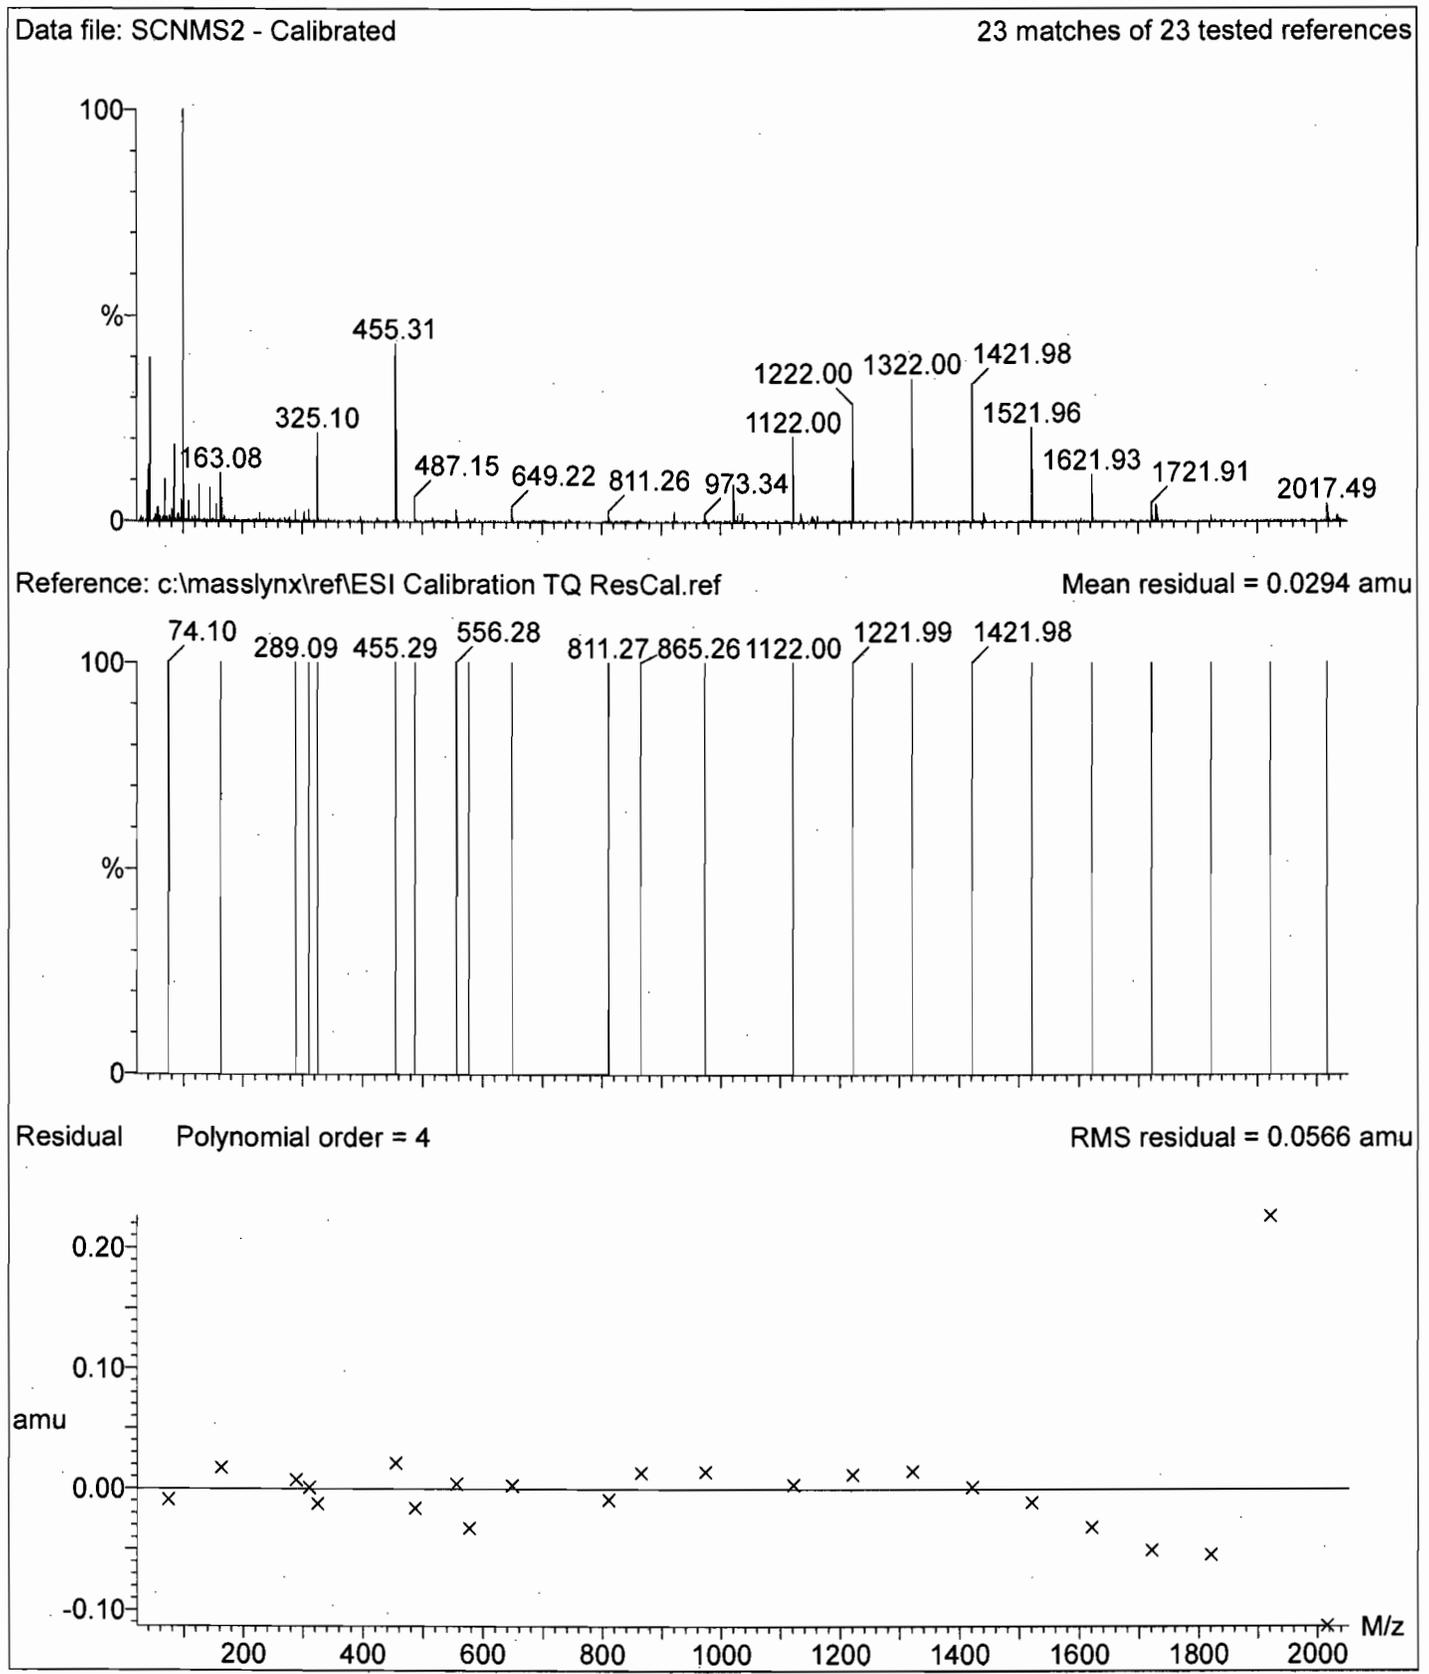 Data file: SCNMS2 - Calibrated 23 matches of 23 tested references
100
%
0
163.08 325.10 455.31 487.15 649.22 811.26 973.34 1122.00 1222.00 1322.00 1421.98 1521.96 1621.93 1721.91 2017.49
Reference: c:\masslynx\ref\ESI Calibration TQ ResCal.ref Mean residual = 0.0294 amu
74.10 289.09 455.29 556.28 811.27 865.26 1122.00 1221.99 1421.98
100
%
0
Residual Polynomial order = 4 RMS residual = 0.0566 amu
0.20
0.10
amu
0.00
-0.10
M/z
200 400 600 800 1000 1200 1400 1600 1800 2000